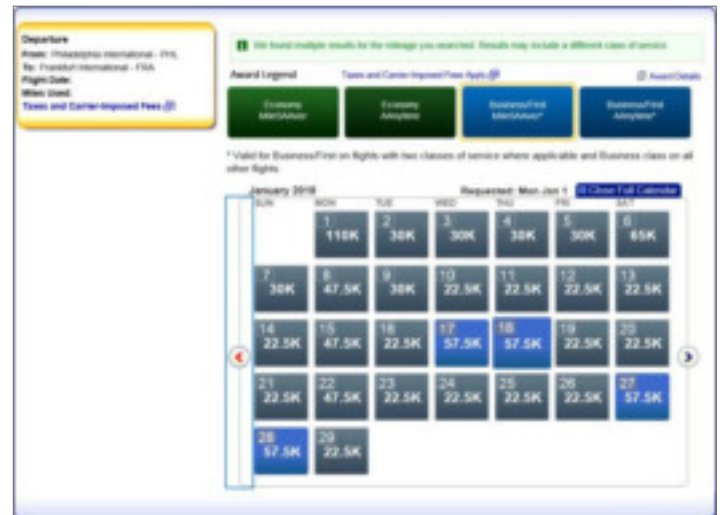 Departure
From: Philadelphia International - PHL
To: Frankfurt International - FRA
Flight Date:
Miles Used:
Taxes and Carrier-Imposed Fees
We found multiple results for the mileage you searched. Results may include a different class of service.
Award Legend Taxes and Carrier-Imposed Fees Apply Award Details
Economy MileSAAver Economy AAnytime Business/First MileSAAver* Business/First AAnytime*
* Valid for Business/First on flights with two classes of service where applicable and Business class on all
other flights.
January 2018 Requested: Mon Jan 1 Close Full Calendar
SUN MON TUE WED THU FRI SAT
1 2 3 4 5 6
110K 30K 30K 30K 30K 65K
7 8 9 10 11 12 13
30K 47.5K 30K 22.5K 22.5K 22.5K 22.5K
14 15 16 17 18 19 20
22.5K 47.5K 22.5K 57.5K 57.5K 22.5K 22.5K
21 22 23 24 25 26 27
22.5K 47.5K 22.5K 22.5K 22.5K 22.5K 57.5K
28 29
57.5K 22.5K